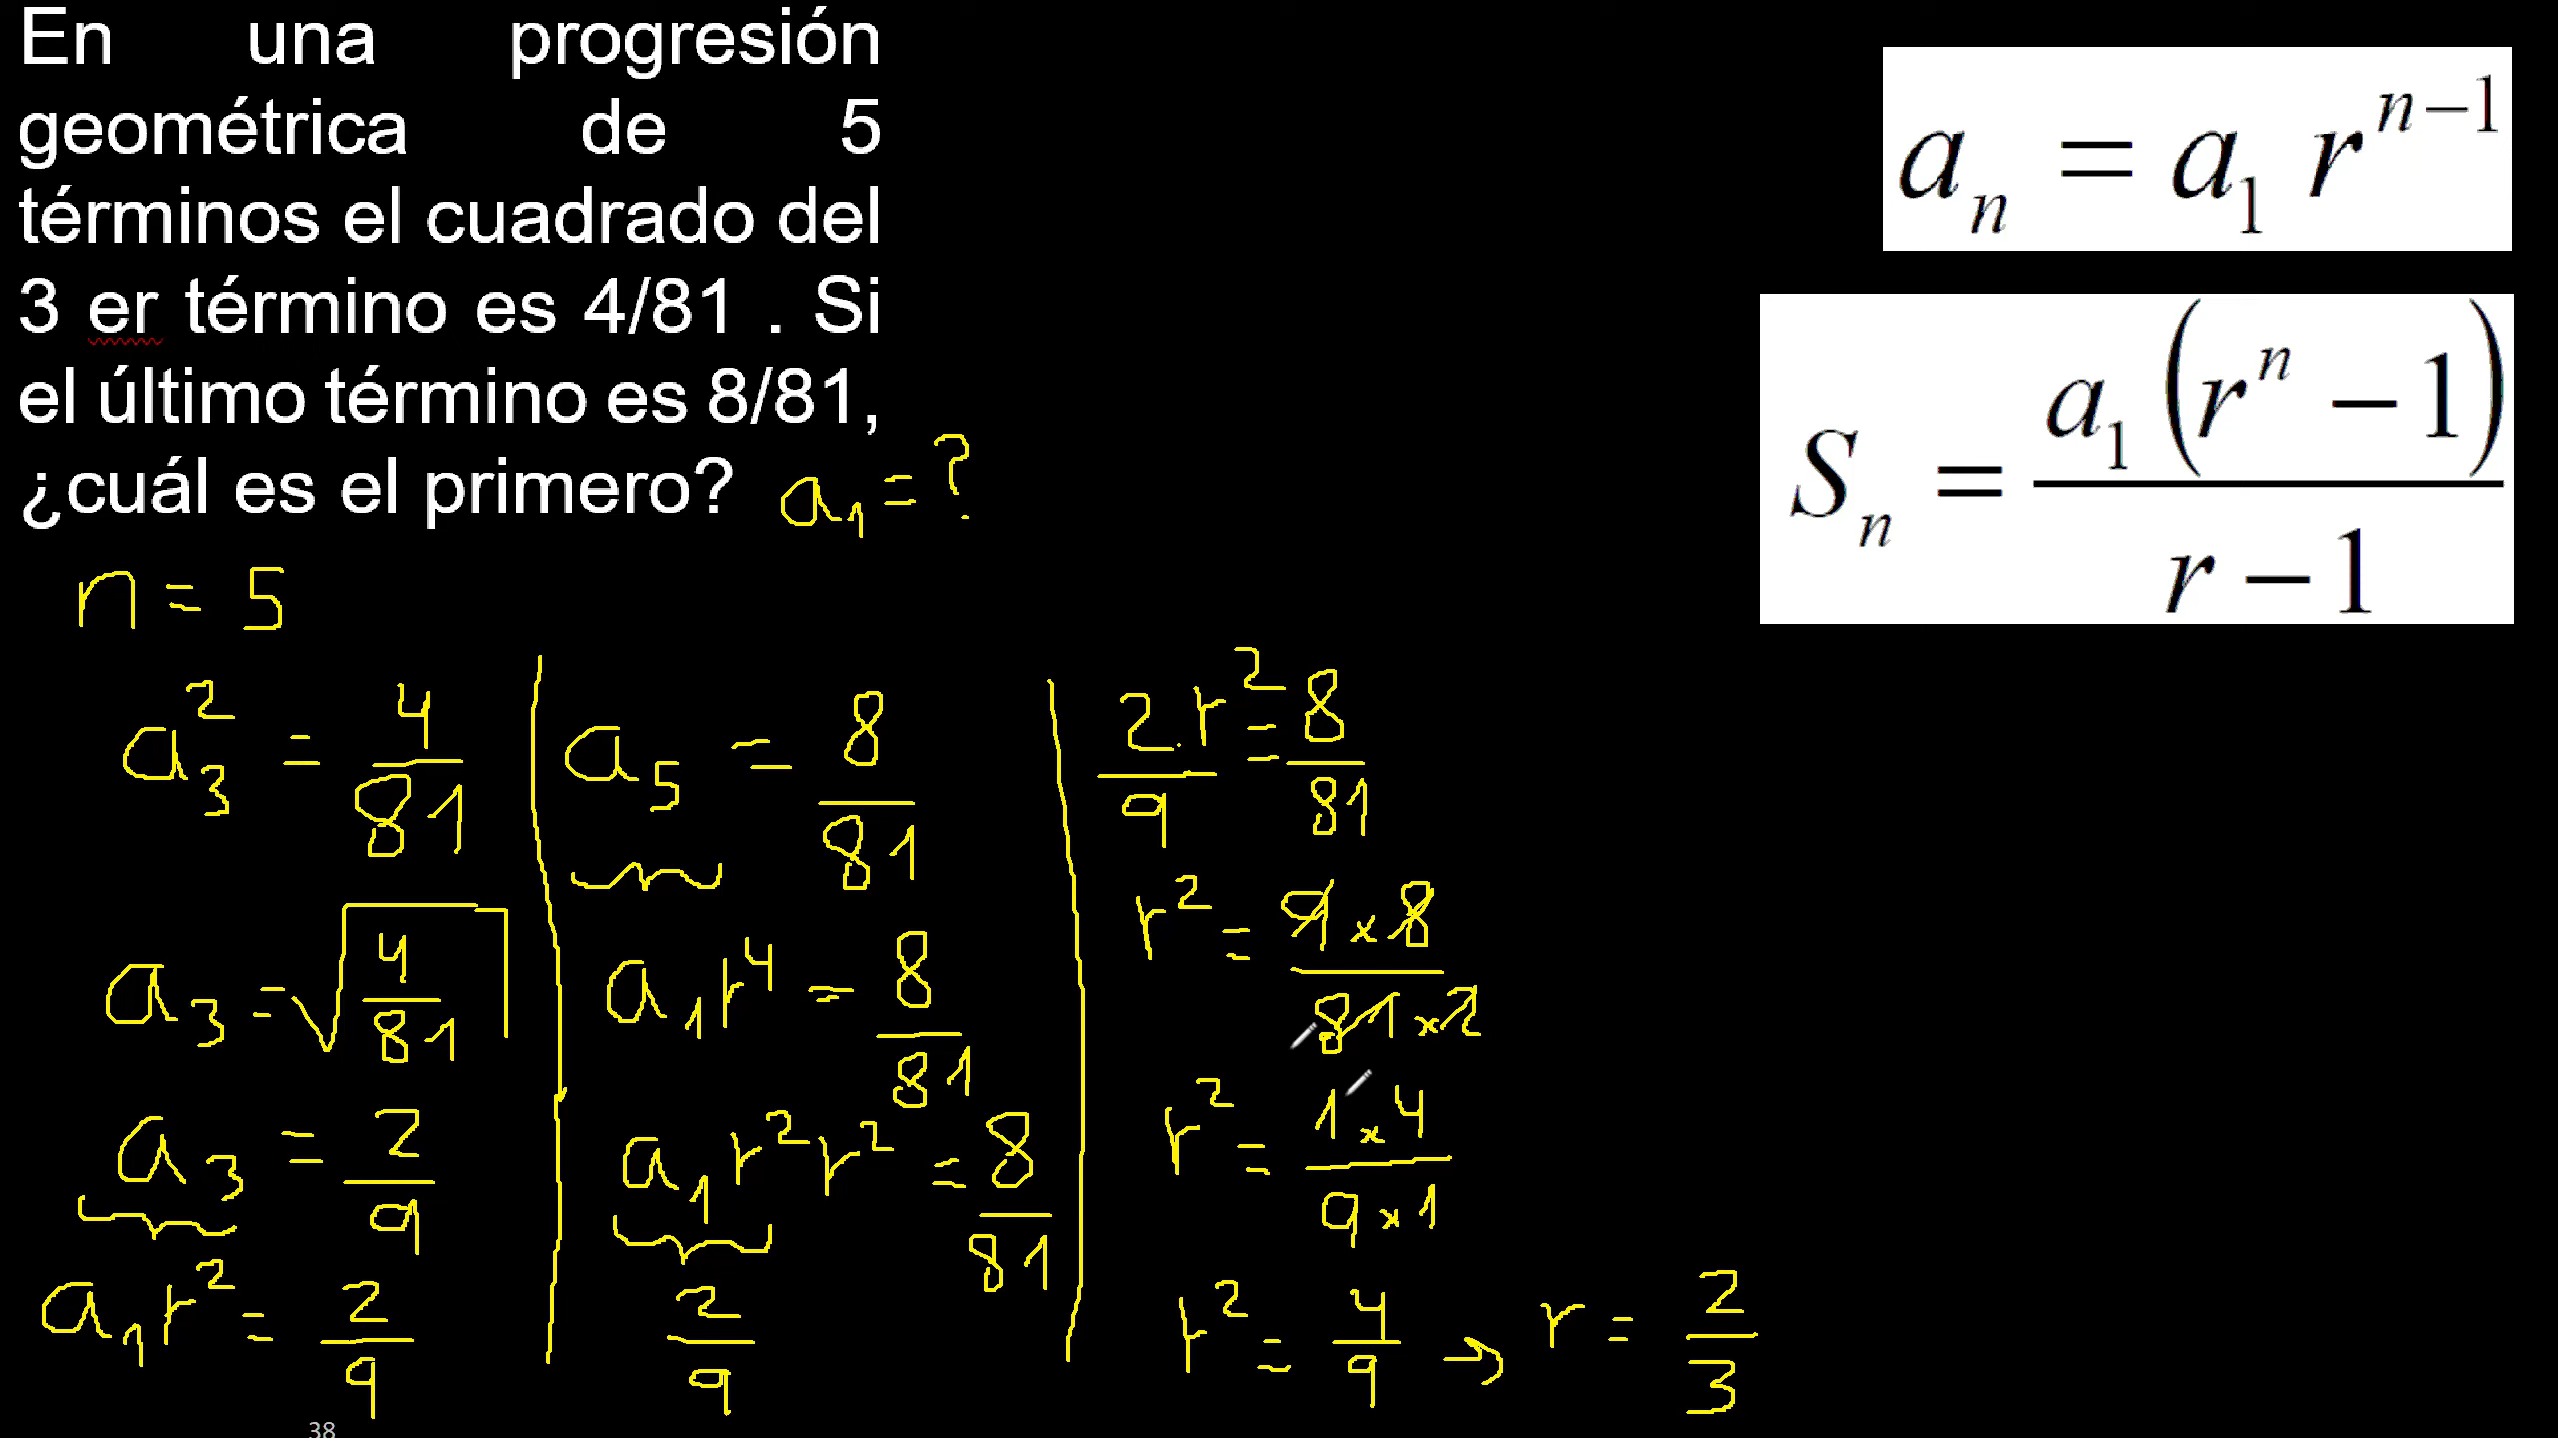 En una progresión
geométrica de 5
términos el cuadrado del
3 er término es 4/81 . Si
el último término es 8/81,
¿cuál es el primero? a₁ = ?
aₙ = a₁ rⁿ⁻¹
Sₙ = a₁ (rⁿ − 1) / (r − 1)
n = 5
a₃² = 4/81
a₃ = √(4/81)
a₃ = 2/9
a₁r² = 2/9
a₅ = 8/81
a₁r⁴ = 8/81
a₁r²r² = 8/81
2/9
2/9 . r² = 8/81
r² = (9 x 8)/(81 x 2)
r² = (1 x 4)/(9 x 1)
r² = 4/9 → r = 2/3
38